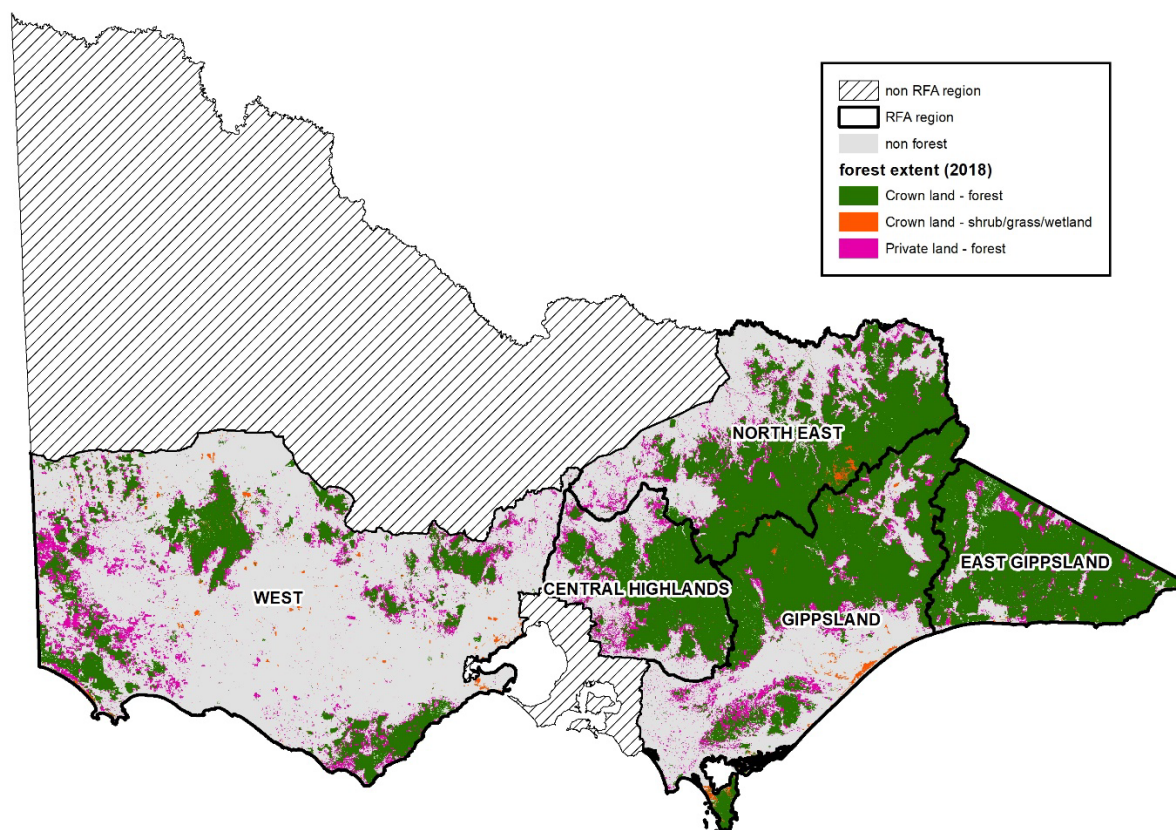 non RFA region
RFA region
non forest
forest extent (2018)
Crown land - forest
Crown land - shrub/grass/wetland
Private land - forest
NORTH EAST
EAST GIPPSLAND
CENTRAL HIGHLANDS
WEST
GIPPSLAND